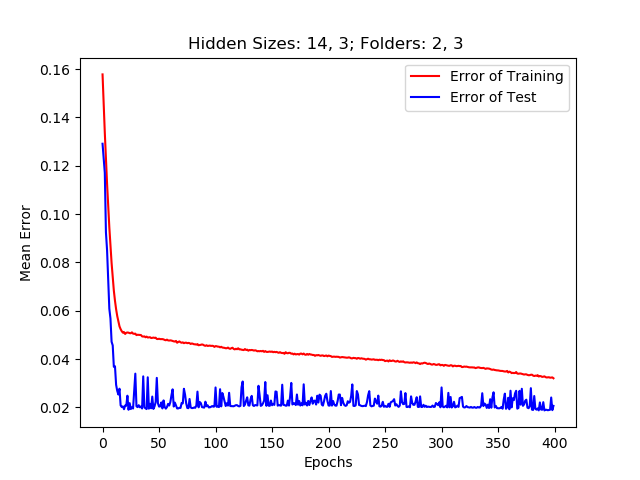 Hidden Sizes: 14, 3; Folders: 2, 3
Error of Training
Error of Test
Mean Error
0.16
0.14
0.12
0.10
0.08
0.06
0.04
0.02
0 50 100 150 200 250 300 350 400
Epochs